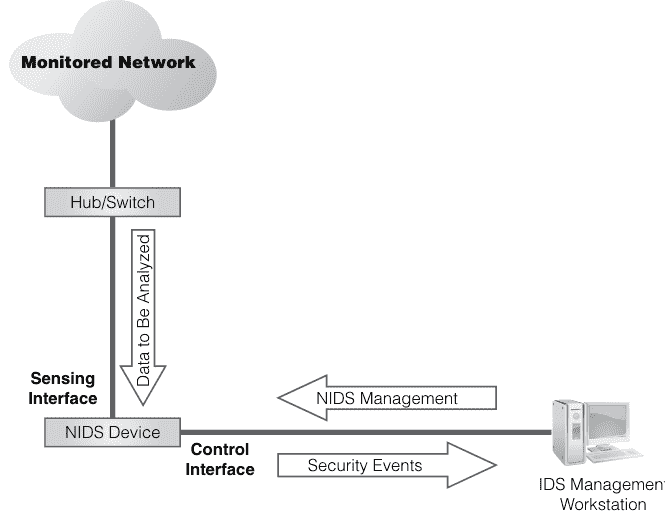 Monitored Network
Hub/Switch
Data to Be Analyzed
Sensing
Interface
NIDS Management
NIDS Device
Control
Interface
Security Events
IDS Management
Workstation